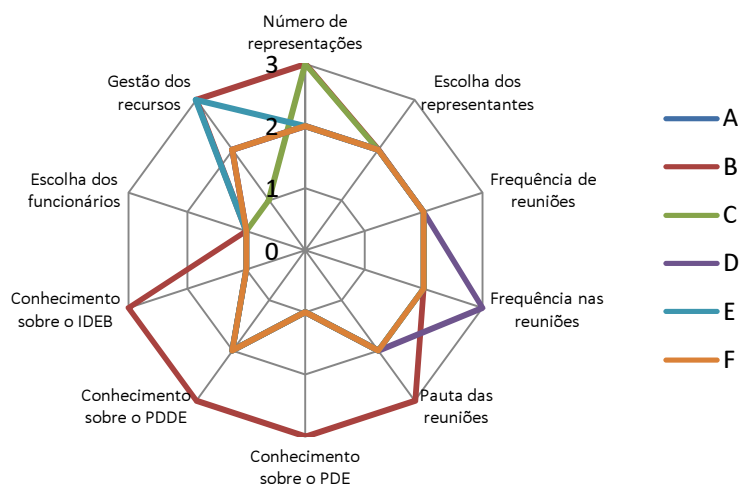 Número de
representações
Escolha dos
representantes
Frequência de
reuniões
Frequência nas
reuniões
Pauta das
reuniões
Conhecimento
sobre o PDE
Conhecimento
sobre o PDDE
Conhecimento
sobre o IDEB
Escolha dos
funcionários
Gestão dos
recursos
3
2
1
0
A
B
C
D
E
F